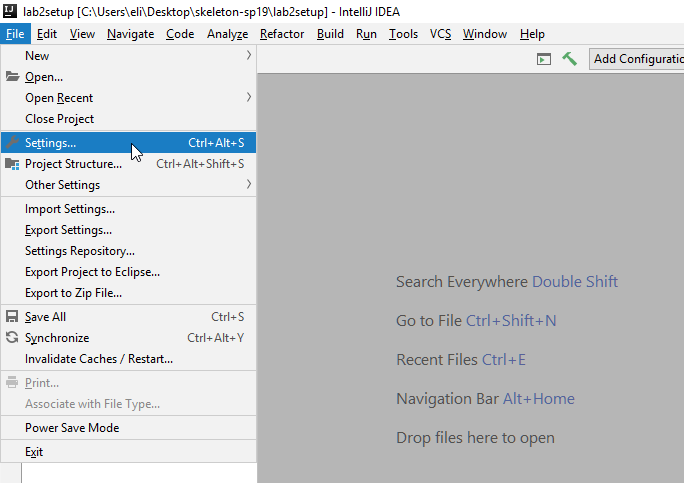 lab2setup [C:\Users\eli\Desktop\skeleton-sp19\lab2setup] - IntelliJ IDEA
File Edit View Navigate Code Analyze Refactor Build Run Tools VCS Window Help
Add Configuratio
New
Open...
Open Recent
Close Project
Settings... Ctrl+Alt+S
Project Structure... Ctrl+Alt+Shift+S
Other Settings
Import Settings...
Export Settings...
Settings Repository...
Export Project to Eclipse...
Export to Zip File...
Save All Ctrl+S
Synchronize Ctrl+Alt+Y
Invalidate Caches / Restart...
Print...
Associate with File Type...
Power Save Mode
Exit
Search Everywhere Double Shift
Go to File Ctrl+Shift+N
Recent Files Ctrl+E
Navigation Bar Alt+Home
Drop files here to open